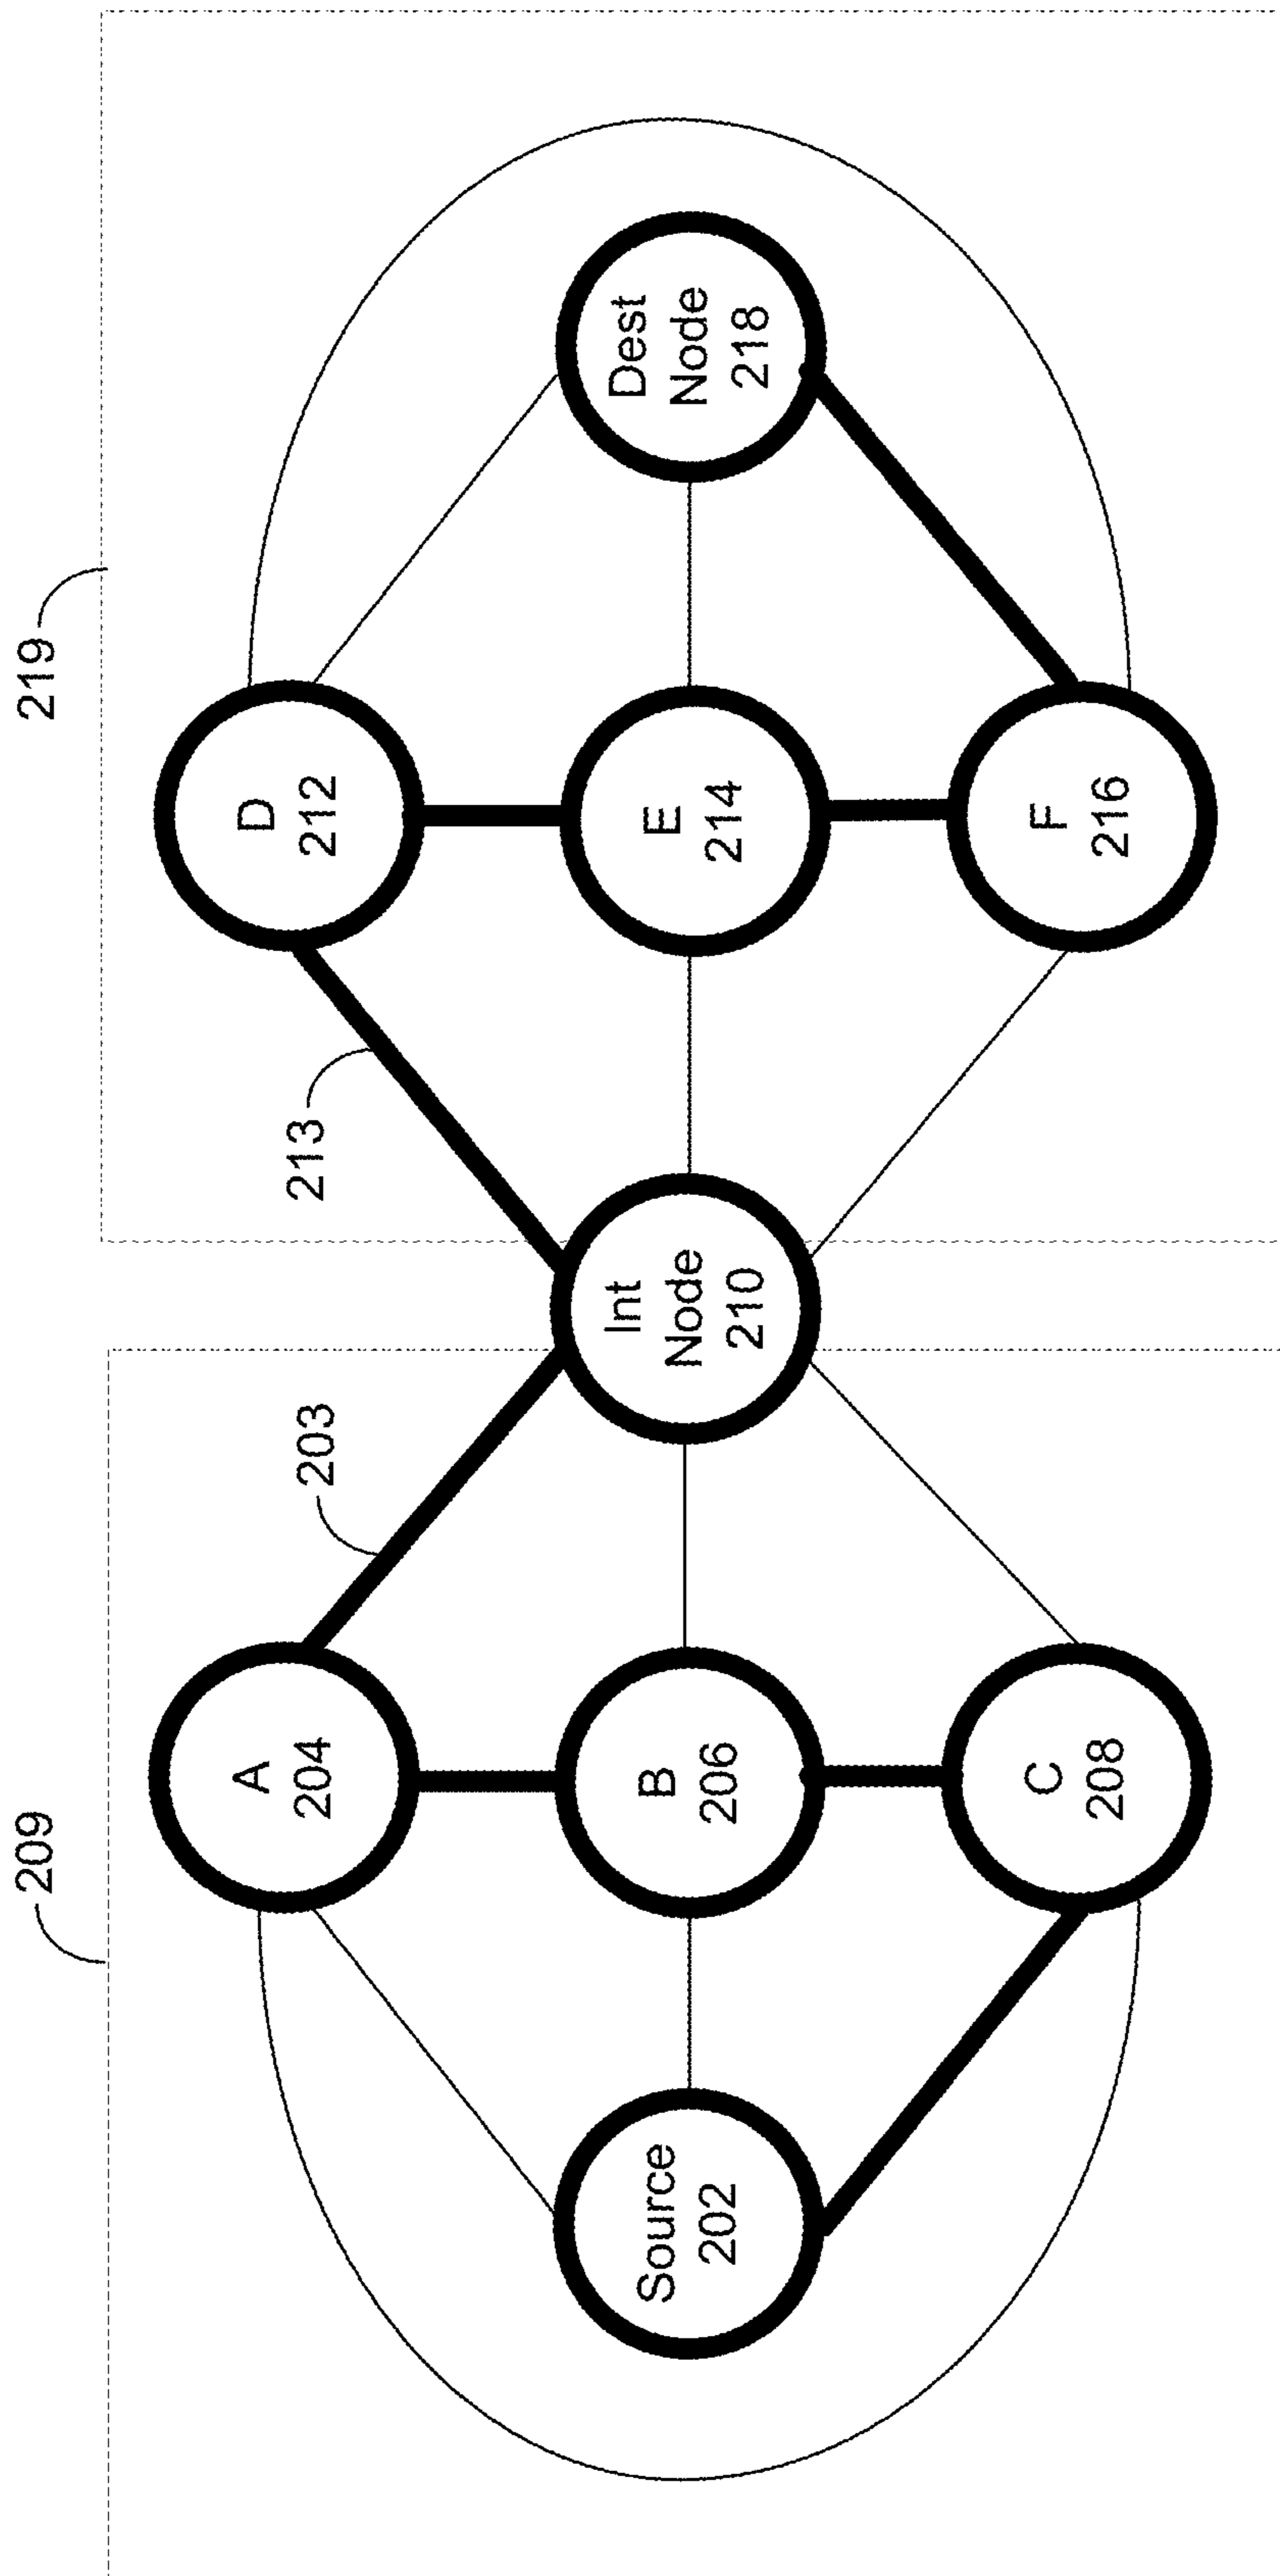 209
219
A
204
203
213
D
212
Source
202
B
206
Int
Node
210
E
214
Dest
Node
218
C
208
F
216